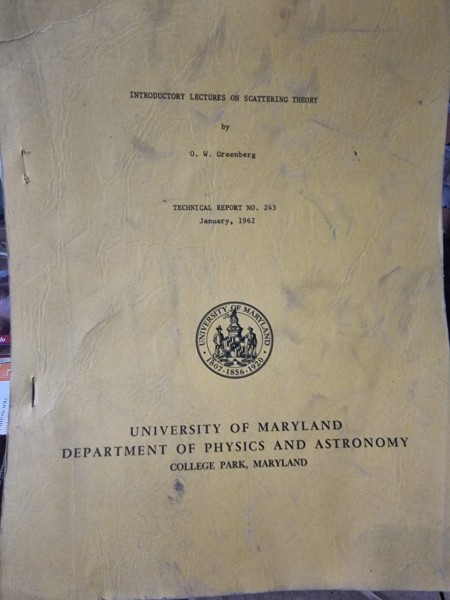 INTRODUCTORY LECTURES ON SCATTERING THEORY
by
O. W. Greenberg
TECHNICAL REPORT NO. 243
January, 1962
UNIVERSITY OF MARYLAND
1807·1856·1920
UNIVERSITY OF MARYLAND
DEPARTMENT OF PHYSICS AND ASTRONOMY
COLLEGE PARK, MARYLAND